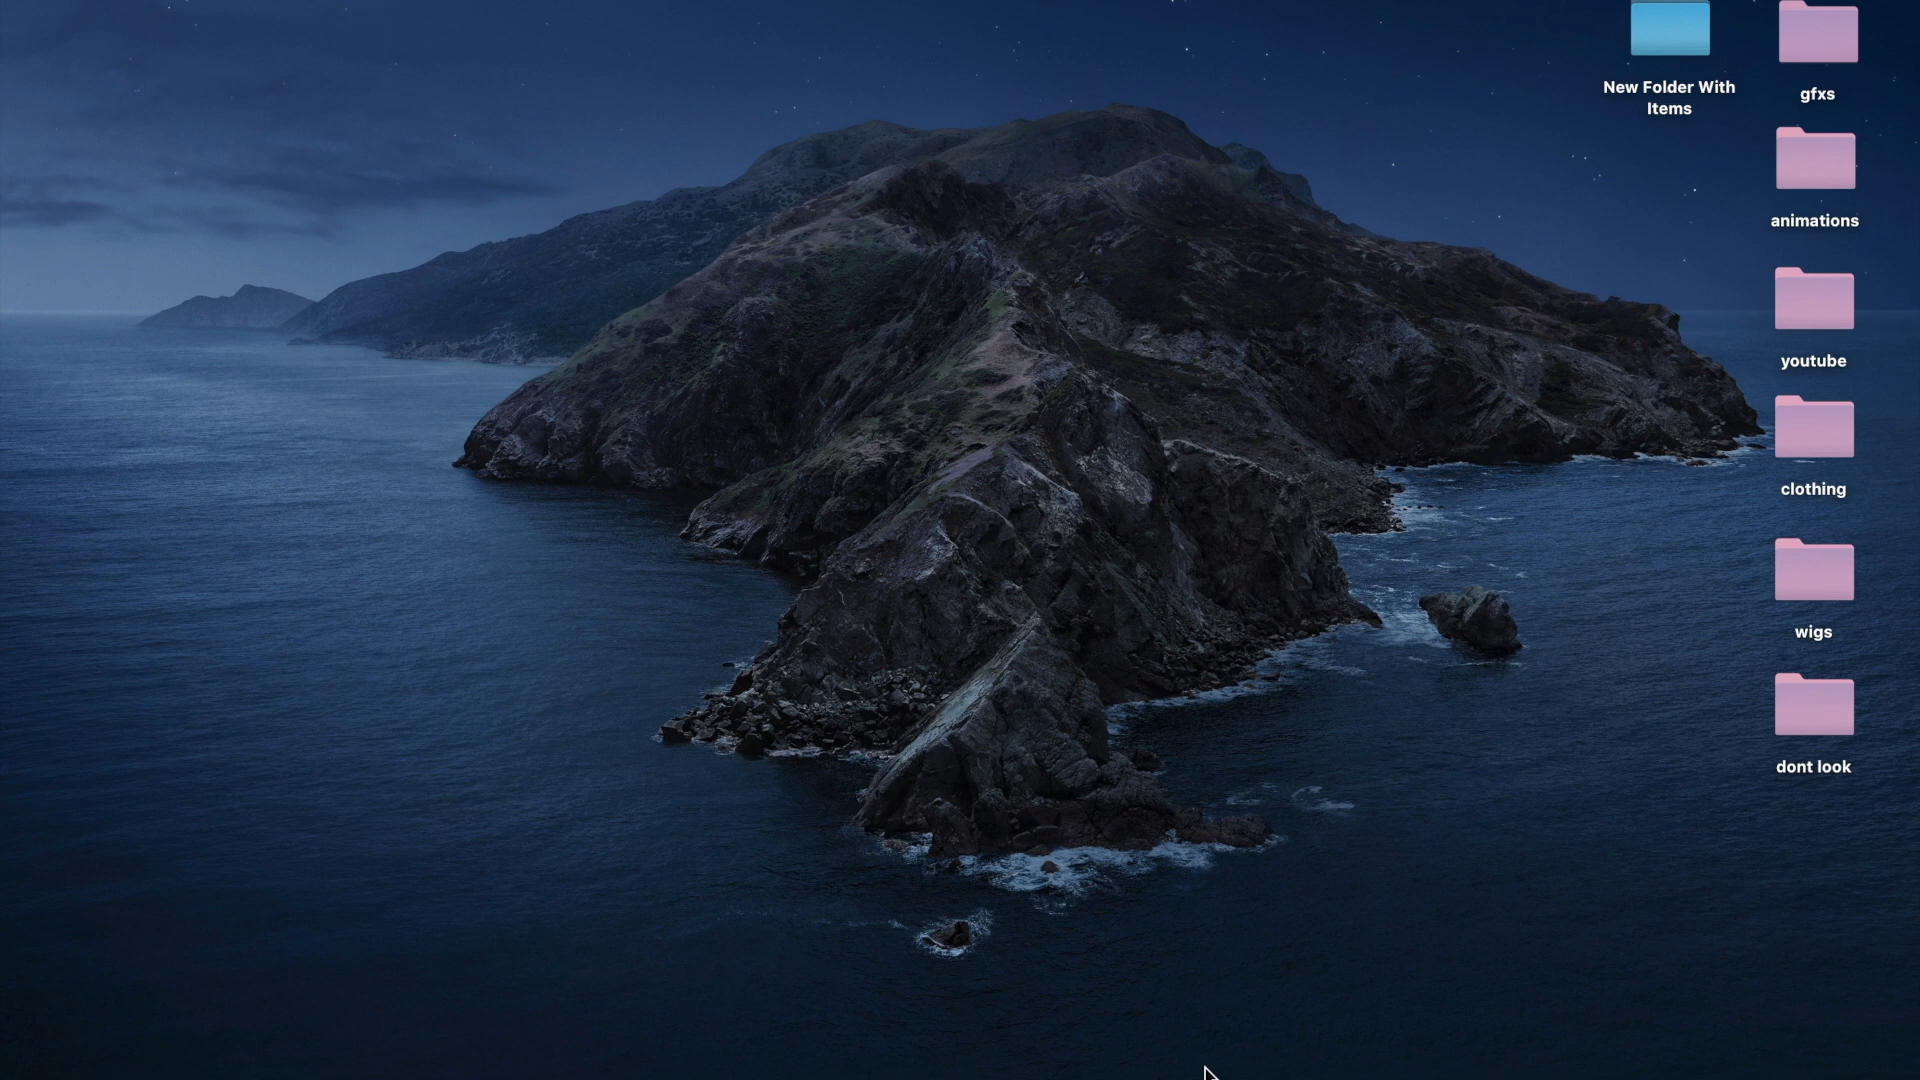 New Folder With
Items
gfxs
animations
youtube
clothing
wigs
dont look